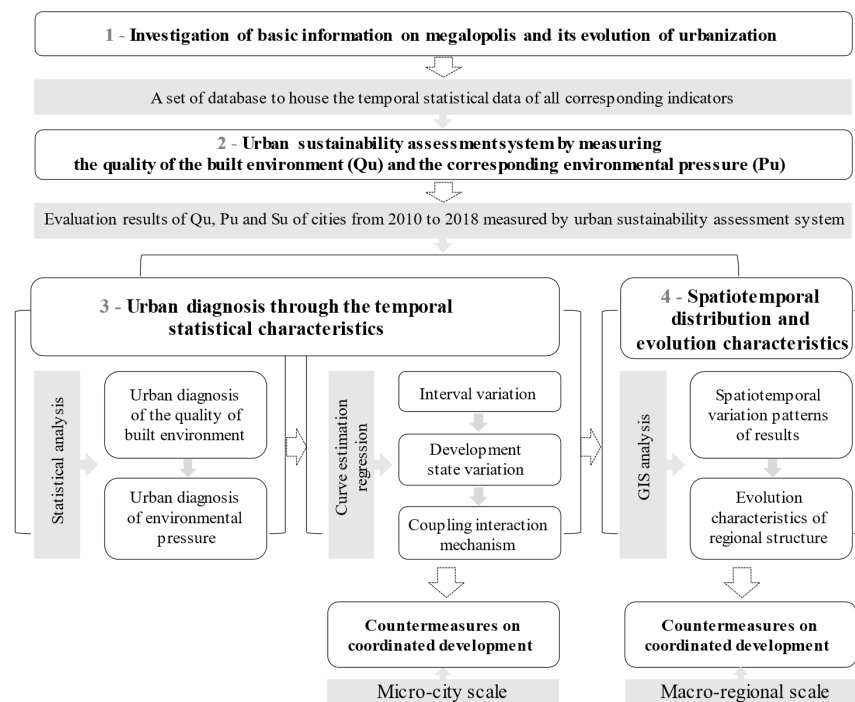 1 - Investigation of basic information on megalopolis and its evolution of urbanization
A set of database to house the temporal statistical data of all corresponding indicators
2 - Urban sustainability assessmentsystem by measuring
the quality of the built environment (Qu) and the corresponding environmental pressure (Pu)
Evaluation results of Qu, Pu and Su of cities from 2010 to 2018 measured by urban sustainability assessment system
3 - Urban diagnosis through the temporal
statistical characteristics
Statistical analysis
Urban diagnosis
of the quality of
built environment
Urban diagnosis
of environmental
pressure
Curve estimation
regression
Interval variation
Development
state variation
Coupling interaction
mechanism
Countermeasures on
coordinated development
Micro-city scale
4 - Spatiotemporal
distribution and
evolution characteristics
GIS analysis
Spatiotemporal
variation patterns
of results
Evolution
characteristics of
regional structure
Countermeasures on
coordinated development
Macro-regional scale